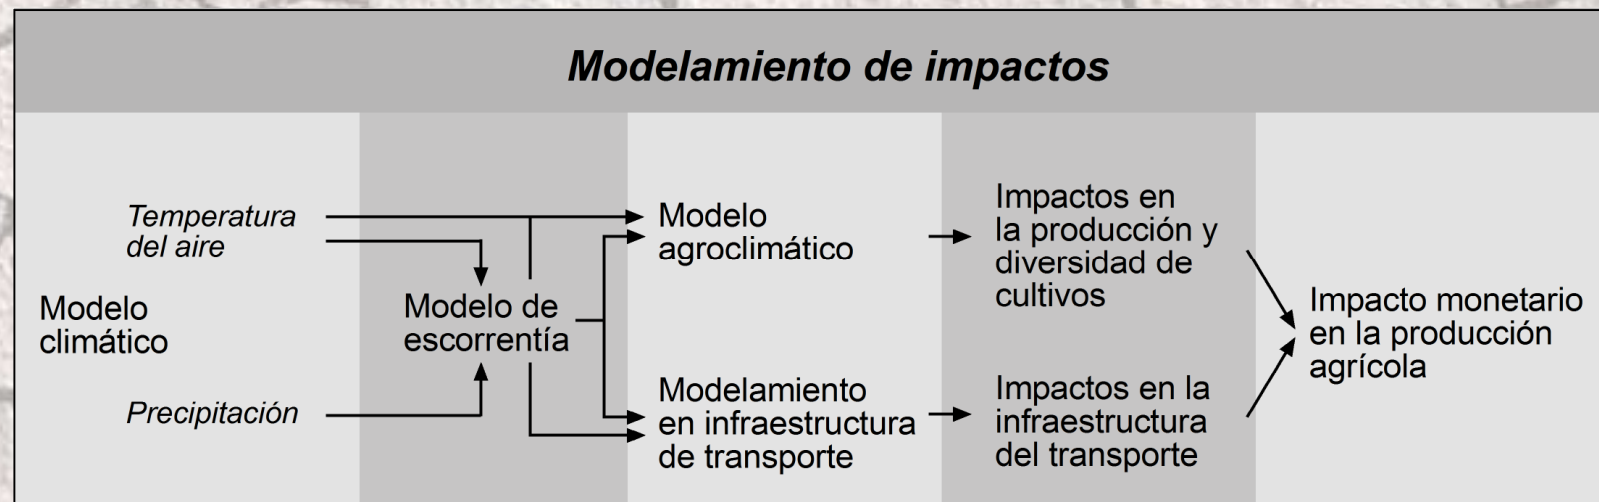 Modelamiento de impactos
Temperatura
del aire
Modelo
climático
Precipitación
Modelo de
escorrentía
Modelo
agroclimático
Modelamiento
en infraestructura
de transporte
Impactos en
la producción y
diversidad de
cultivos
Impactos en la
infraestructura
del transporte
Impacto monetario
en la producción
agrícola